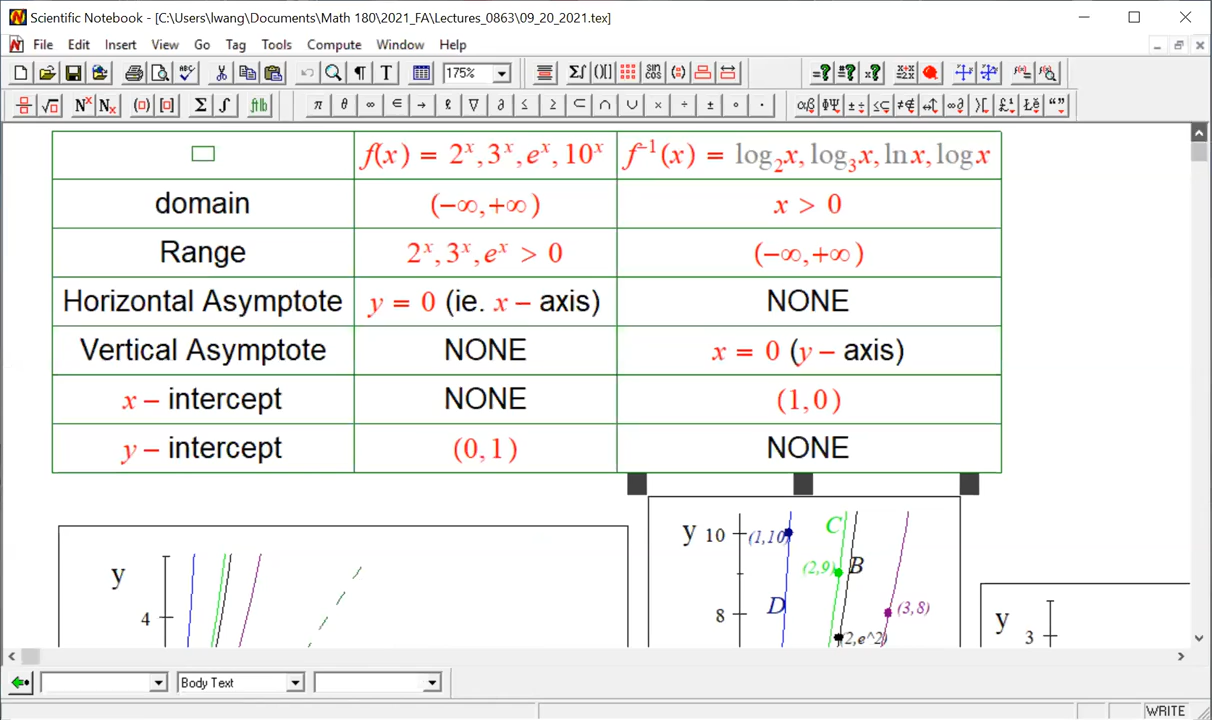 Scientific Notebook - [C:\Users\lwang\Documents\Math 180\2021_FA\Lectures_0863\09_20_2021.tex]
File Edit Insert View Go Tag Tools Compute Window Help
175%
π θ ∞ ∈ → ℓ ∇ ∂ ≤ ≥ ⊂ ∩ ∪ × ÷ ± ∘ ·
f(x) = 2^x, 3^x, e^x, 10^x f^-1(x) = log_2 x, log_3 x, ln x, log x
domain (−∞, +∞) x > 0
Range 2^x, 3^x, e^x > 0 (−∞, +∞)
Horizontal Asymptote y = 0 (ie. x − axis) NONE
Vertical Asymptote NONE x = 0 (y − axis)
x − intercept NONE (1, 0)
y − intercept (0, 1) NONE
y
4
y 10 (1,10) C
(2,9) B
D
8 (3,8)
(2,e^2)
y
3
Body Text
WRITE